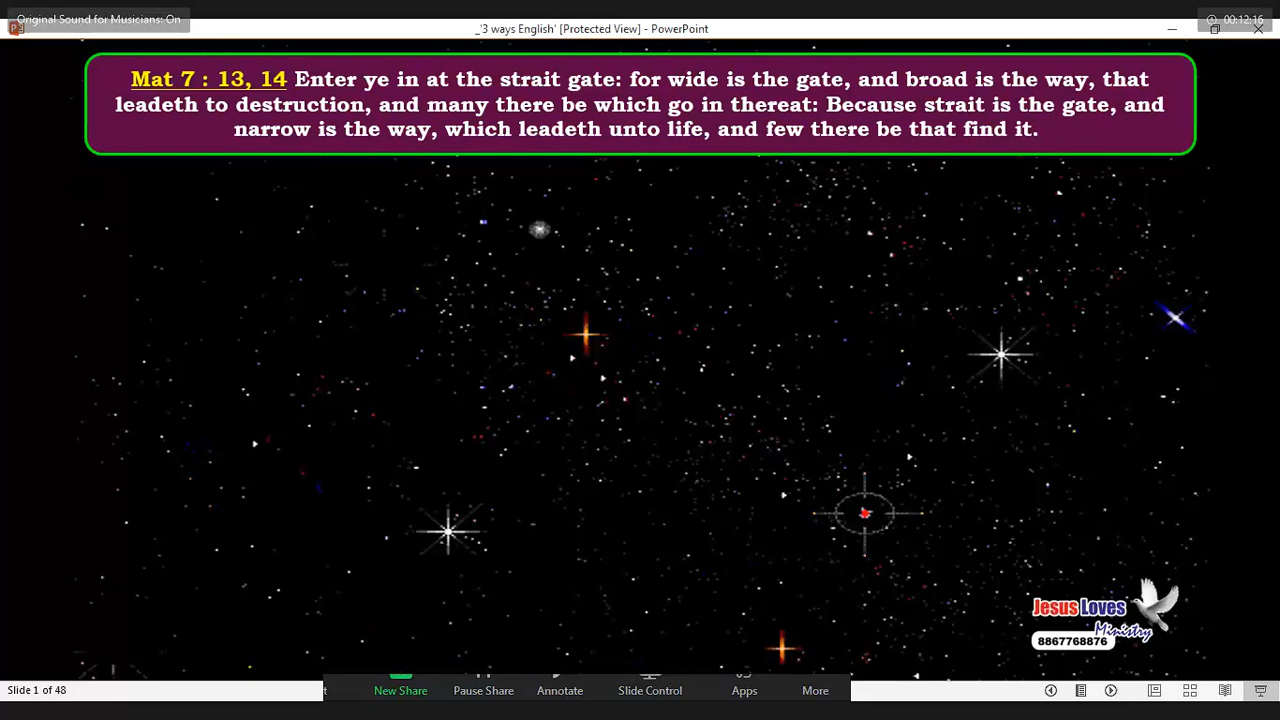 Original Sound for Musicians: On
_'3 ways English' [Protected View] - PowerPoint
00:12:16
Mat 7 : 13, 14 Enter ye in at the strait gate: for wide is the gate, and broad is the way, that
leadeth to destruction, and many there be which go in thereat: Because strait is the gate, and
narrow is the way, which leadeth unto life, and few there be that find it.
Jesus Loves
Ministry
8867768876
Slide 1 of 48
New Share
Pause Share
Annotate
Slide Control
Apps
More